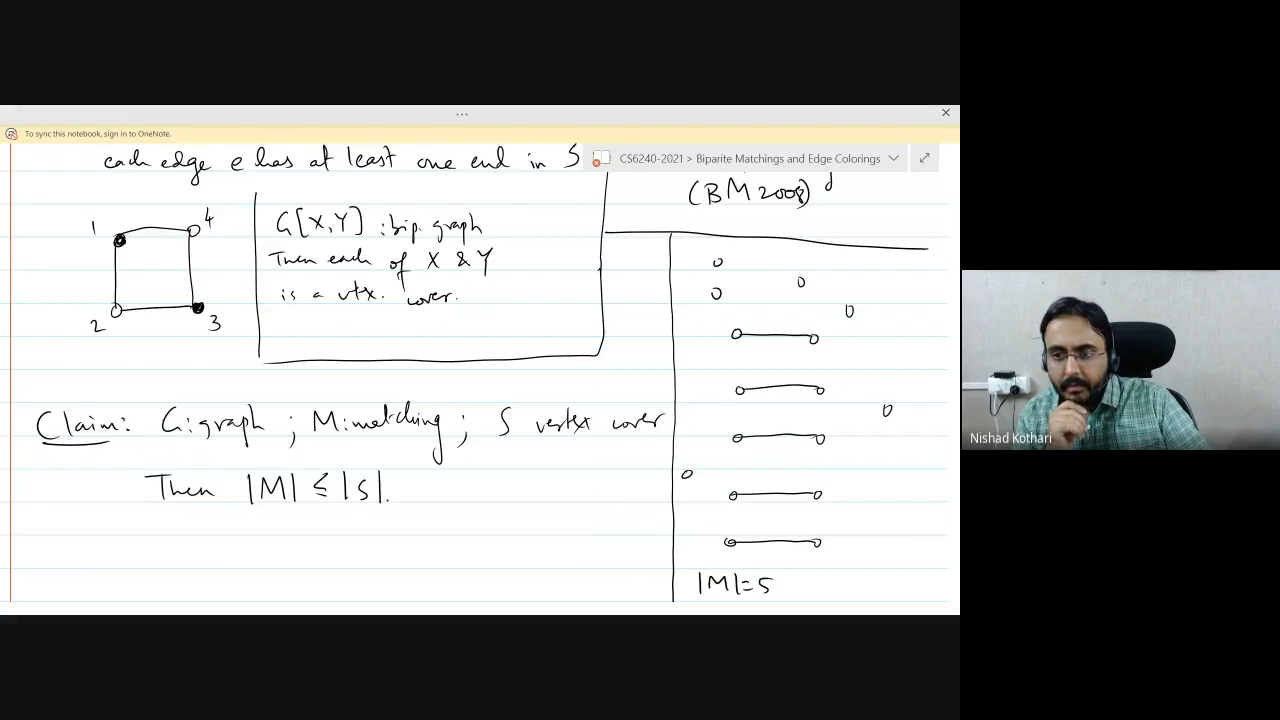 To sync this notebook, sign in to OneNote.
CS6240-2021 > Biparite Matchings and Edge Colorings
each edge e has at least one end in S
(BM 2008)
1
4
2
3
G[X,Y] : bip. graph
Then each of X & Y
is a vtx. cover.
Claim: G:graph ; M:matching ; S vertex cover
Then |M| ≤ |S|.
|M|=5
Nishad Kothari